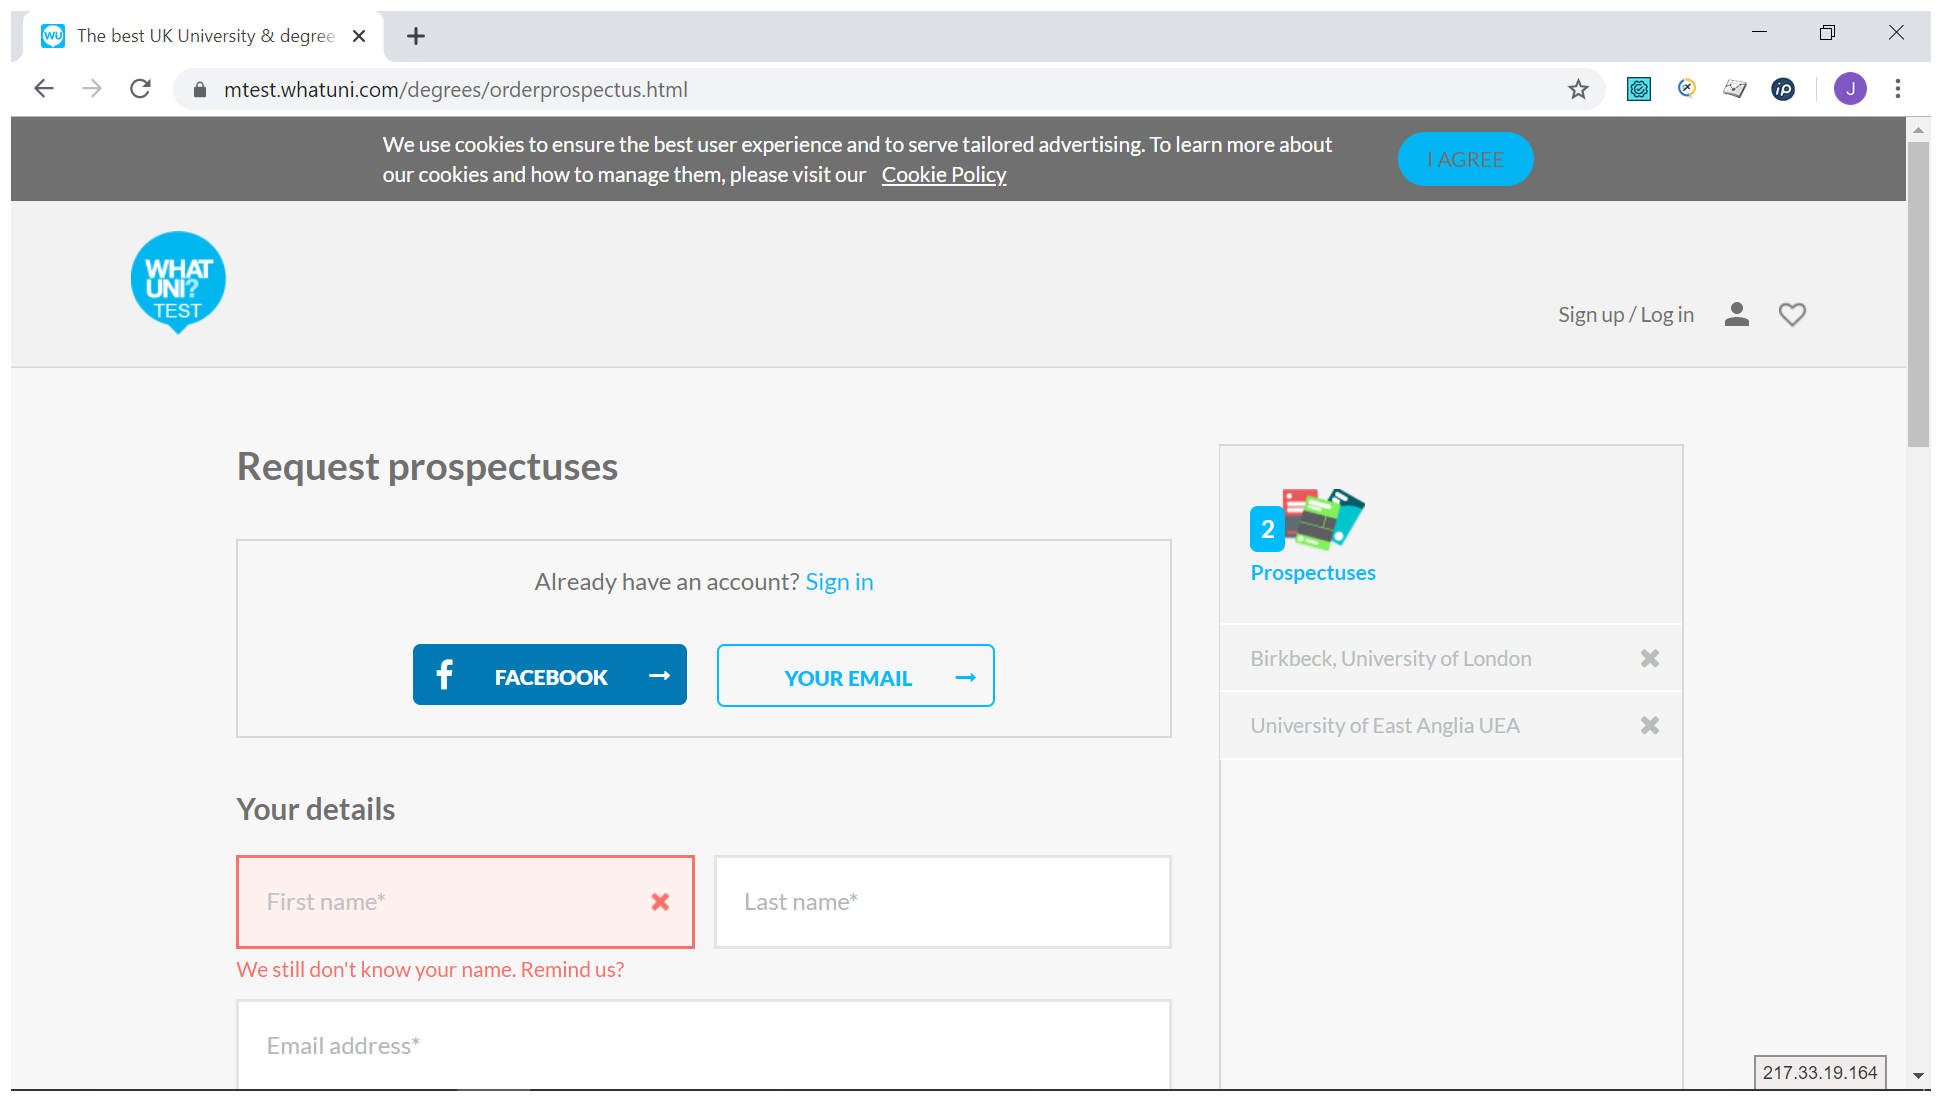 The best UK University & degree
mtest.whatuni.com/degrees/orderprospectus.html
J
We use cookies to ensure the best user experience and to serve tailored advertising. To learn more about
our cookies and how to manage them, please visit our Cookie Policy
I AGREE
WHAT
UNI?
TEST
Sign up / Log in
Request prospectuses
Already have an account? Sign in
FACEBOOK
YOUR EMAIL
2
Prospectuses
Birkbeck, University of London
University of East Anglia UEA
Your details
First name*
Last name*
We still don't know your name. Remind us?
Email address*
217.33.19.164